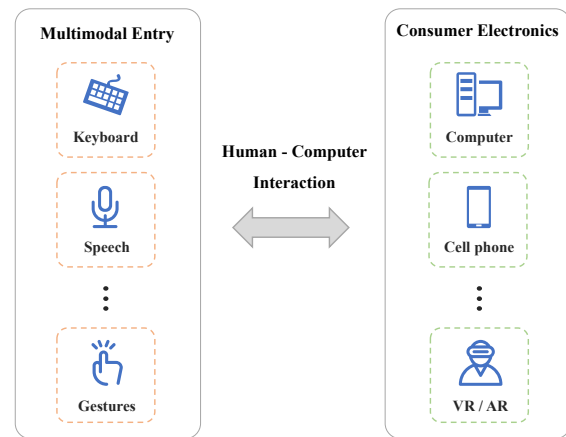 Multimodal Entry
Keyboard
Speech
Gestures
Human - Computer
Interaction
Consumer Electronics
Computer
Cell phone
VR / AR